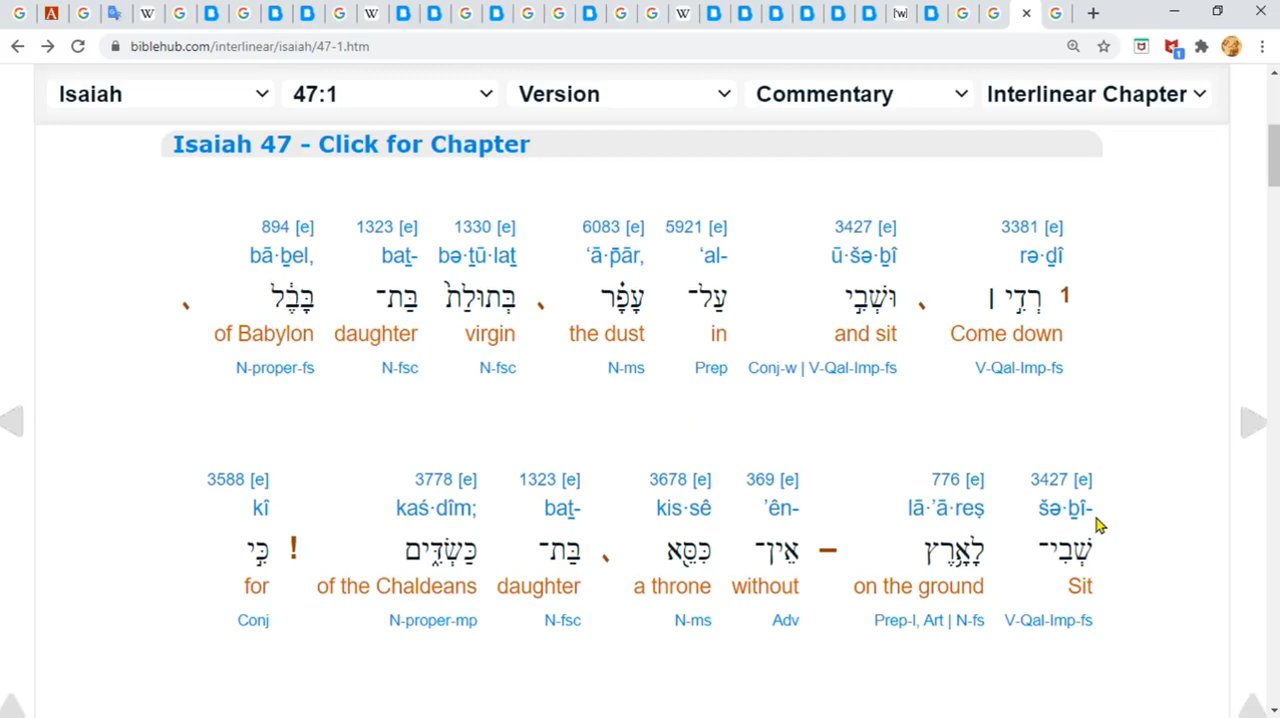 biblehub.com/interlinear/isaiah/47-1.htm
Isaiah 47:1 Version Commentary Interlinear Chapter
Isaiah 47 - Click for Chapter
894 [e] 1323 [e] 1330 [e] 6083 [e] 5921 [e] 3427 [e] 3381 [e]
bā·ḇel, baṯ- bə·ṯū·laṯ ‘ā·p̄ār, ‘al- ū·šə·ḇî rə·ḏî
1 רְדִ֣י ׀ 、 וּשְׁבִ֣י עַל־ עָפָ֗ר 、 בְּתוּלַת֙ בַּת־ בָּבֶ֔ל 、
of Babylon daughter virgin the dust in and sit Come down
N-proper-fs N-fsc N-fsc N-ms Prep Conj-w | V-Qal-Imp-fs V-Qal-Imp-fs
3588 [e] 3778 [e] 1323 [e] 3678 [e] 369 [e] 776 [e] 3427 [e]
kî kaś·dîm; baṯ- kis·sê ’ên- lā·’ā·reṣ šə·ḇî-
שְׁבִי־ לָאָ֥רֶץ – אֵין־ כִּסֵּ֖א 、 בַּת־ כַּשְׂדִּ֑ים ! כִּ֣י
for of the Chaldeans daughter a throne without on the ground Sit
Conj N-proper-mp N-fsc N-ms Adv Prep-l, Art | N-fs V-Qal-Imp-fs